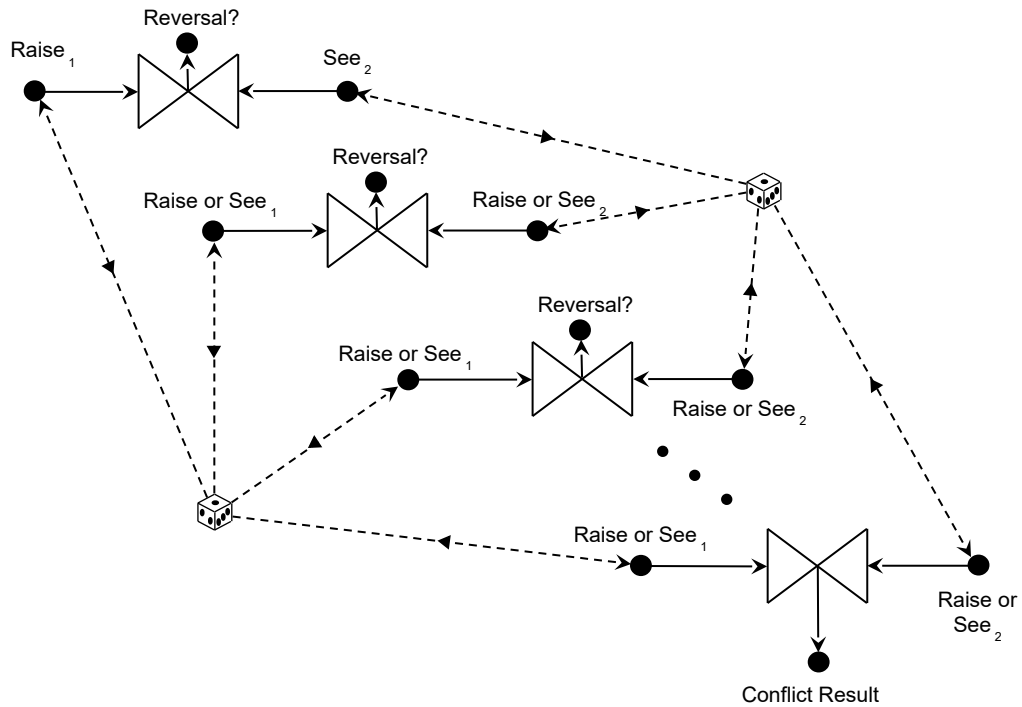 Reversal?
Raise 1
See 2
Reversal?
Raise or See 1
Raise or See 2
Reversal?
Raise or See 1
Raise or See 2
Raise or See 1
Raise or
See 2
Conflict Result